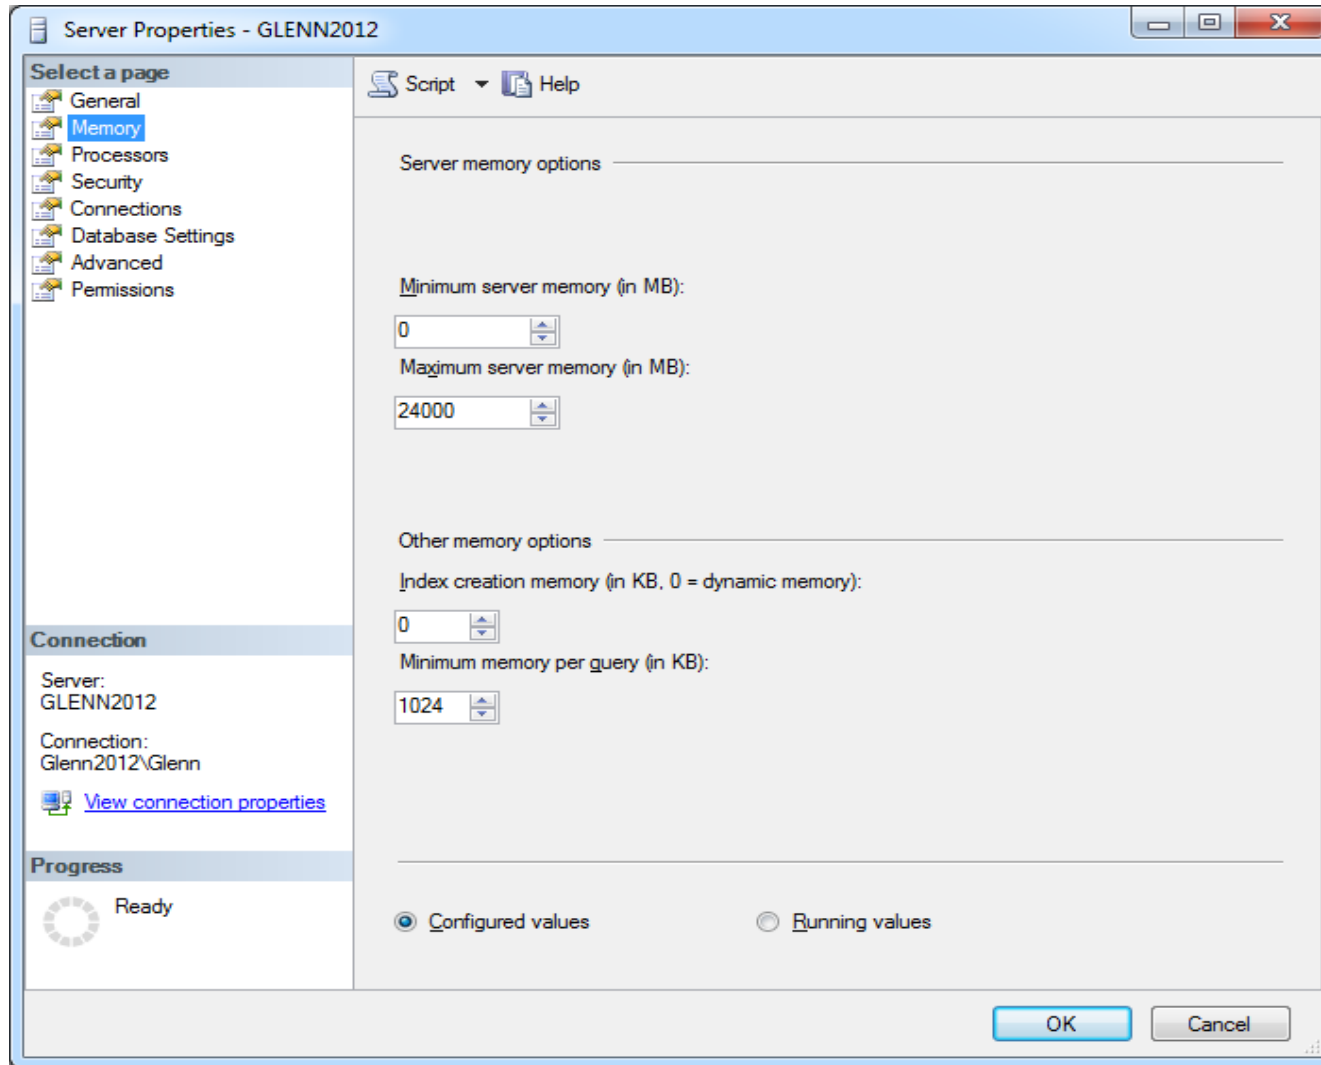 Server Properties - GLENN2012
Select a page
General
Memory
Processors
Security
Connections
Database Settings
Advanced
Permissions
Script
Help
Server memory options
Minimum server memory (in MB):
0
Maximum server memory (in MB):
24000
Other memory options
Index creation memory (in KB, 0 = dynamic memory):
0
Minimum memory per query (in KB):
1024
Connection
Server:
GLENN2012
Connection:
Glenn2012\Glenn
View connection properties
Progress
Ready
Configured values
Running values
OK
Cancel